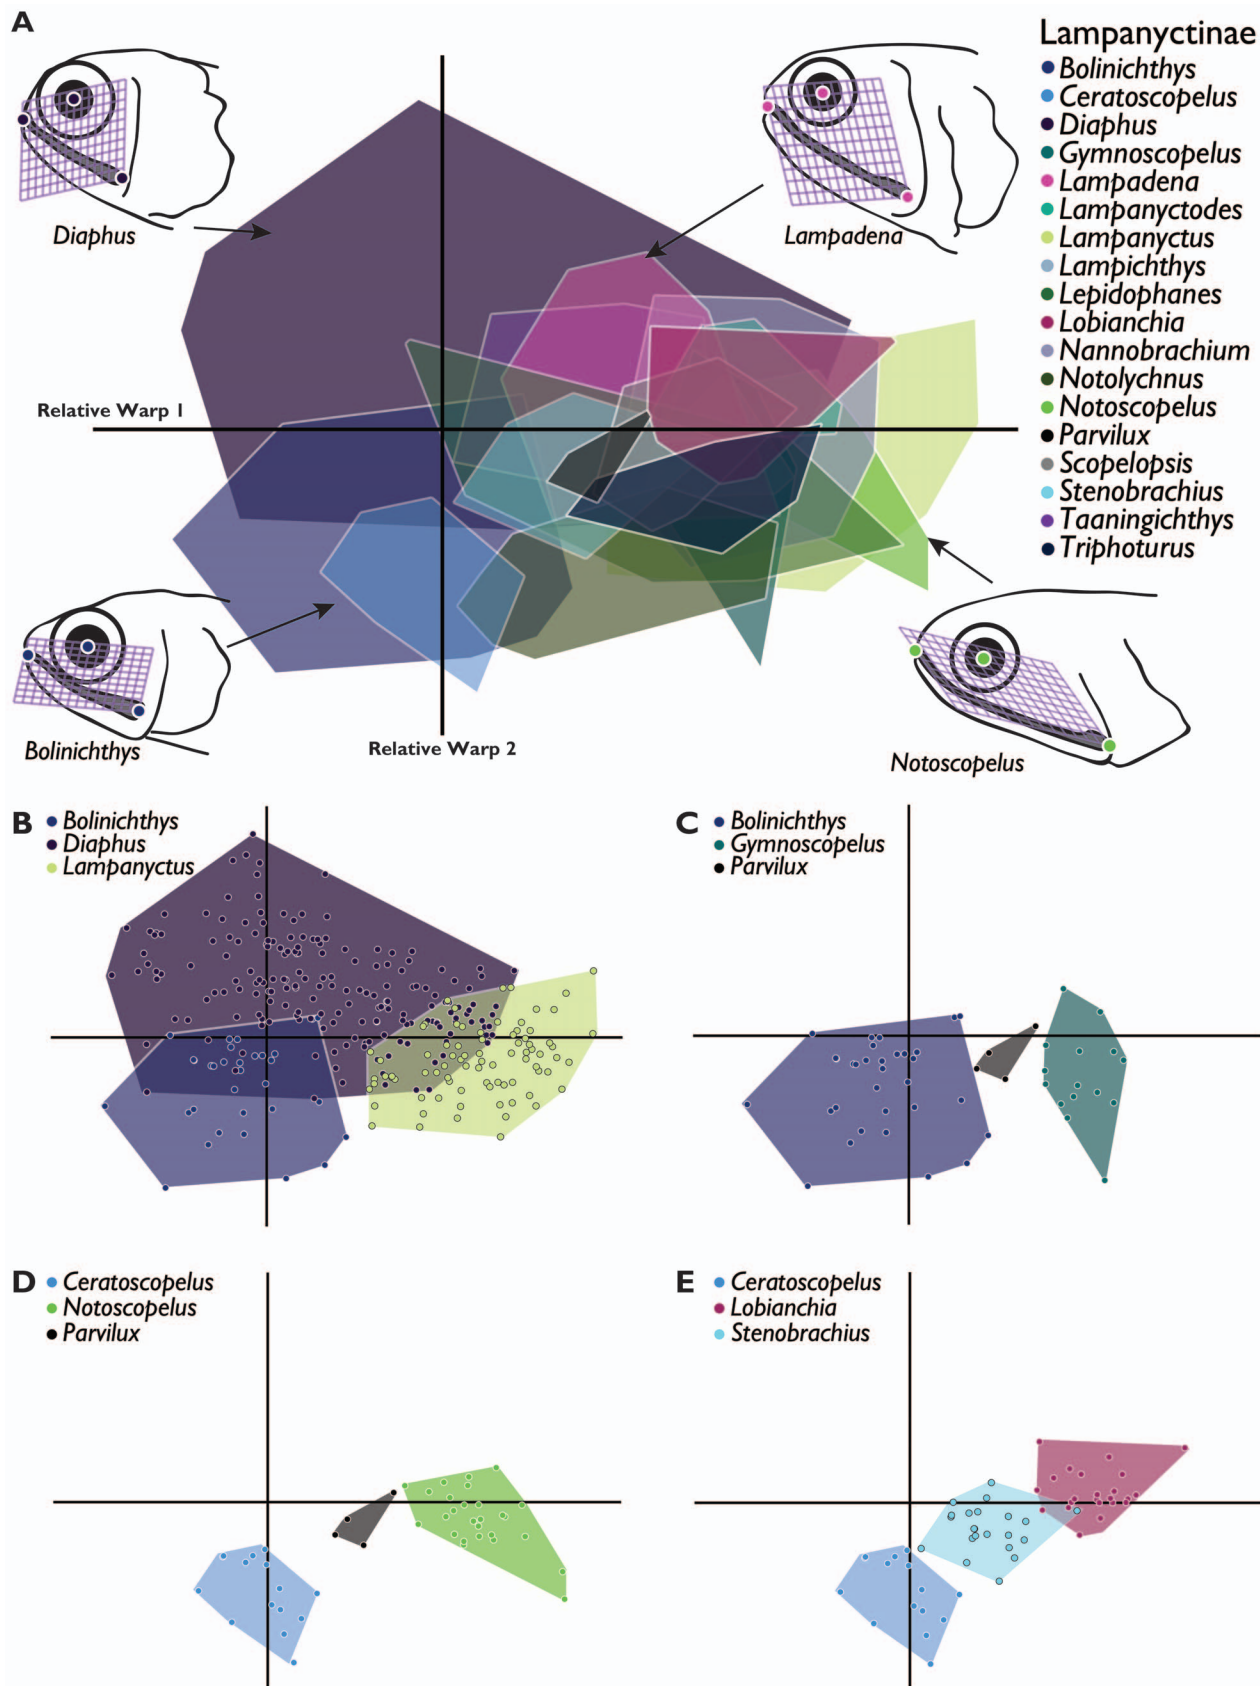 A
Lampanyctinae
Bolinichthys
Ceratoscopelus
Diaphus
Gymnoscopelus
Lampadena
Lampanyctodes
Lampanyctus
Lampichthys
Lepidophanes
Lobianchia
Nannobrachium
Notolychnus
Notoscopelus
Parvilux
Scopelopsis
Stenobrachius
Taaningichthys
Triphoturus
Diaphus
Lampadena
Relative Warp 1
Relative Warp 2
Bolinichthys
Notoscopelus
B
Bolinichthys
Diaphus
Lampanyctus
C
Bolinichthys
Gymnoscopelus
Parvilux
D
Ceratoscopelus
Notoscopelus
Parvilux
E
Ceratoscopelus
Lobianchia
Stenobrachius